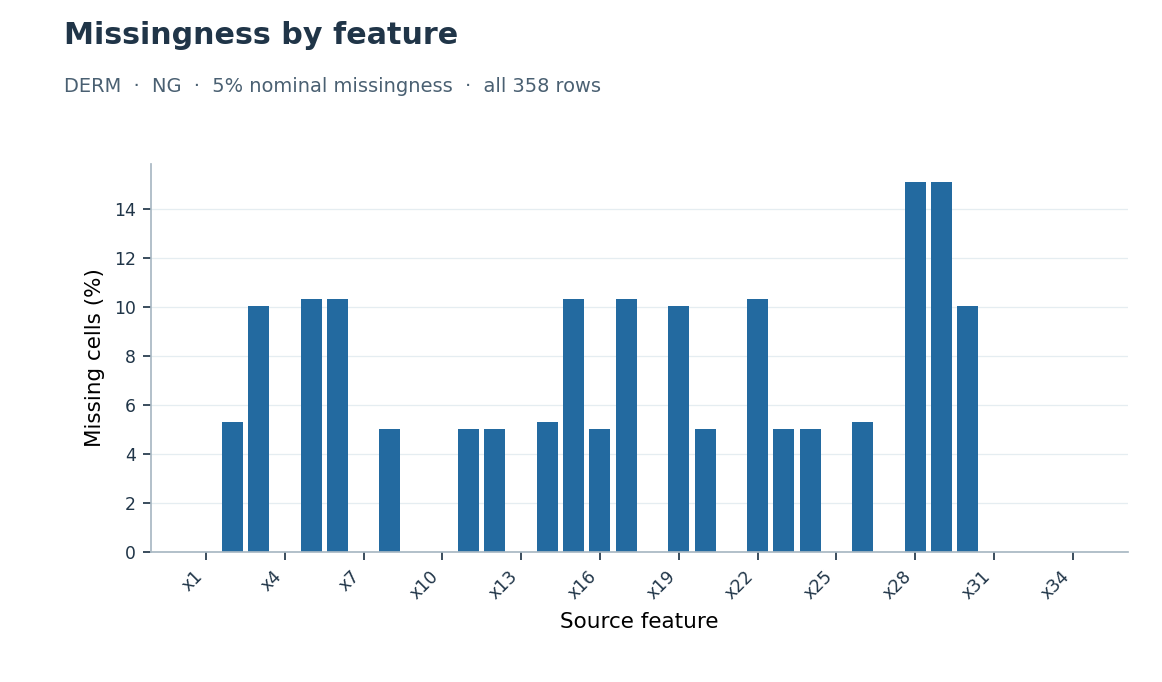 Missingness by feature
DERM · NG · 5% nominal missingness · all 358 rows
14
12
10
8
6
4
2
0
Missing cells (%)
x1 x4 x7 x10 x13 x16 x19 x22 x25 x28 x31 x34
Source feature